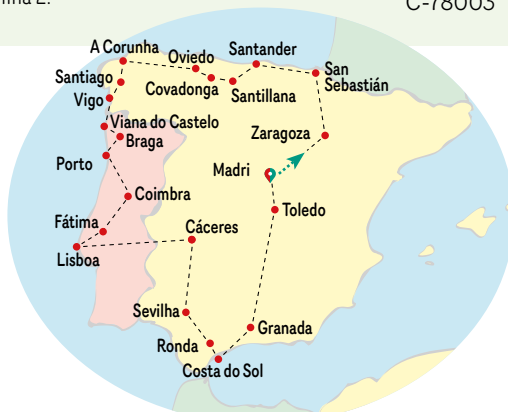 C-78003
A Corunha
Oviedo
Santander
Santiago
Covadonga
Santillana
San
Sebastián
Vigo
Viana do Castelo
Braga
Zaragoza
Porto
Madri
Coimbra
Toledo
Fátima
Cáceres
Lisboa
Sevilha
Granada
Ronda
Costa do Sol